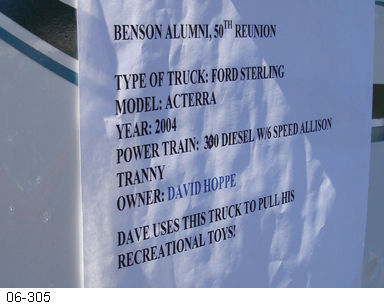 BENSON ALUMNI, 50TH REUNION
TYPE OF TRUCK: FORD STERLING
MODEL: ACTERRA
YEAR: 2004
POWER TRAIN: 300 DIESEL W/6 SPEED ALLISON
TRANNY
OWNER: DAVID HOPPE
DAVE USES THIS TRUCK TO PULL HIS
RECREATIONAL TOYS!
06-305